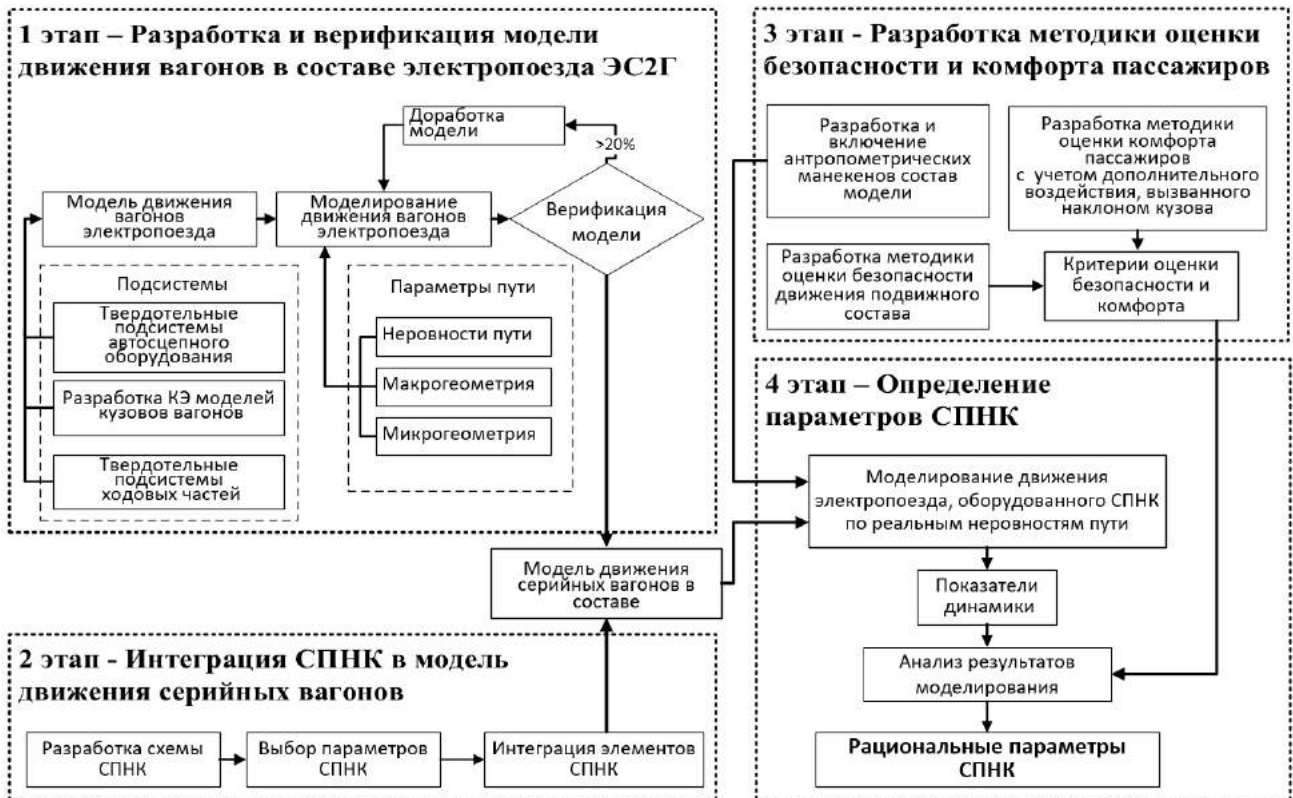 1 этап – Разработка и верификация модели
движения вагонов в составе электропоезда ЭС2Г
Доработка
модели
>20%
Модель движения
вагонов
электропоезда
Моделирование
движения вагонов
электропоезда
Верификация
модели
Подсистемы
Твердотельные
подсистемы
автосцепного
оборудования
Разработка КЭ моделей
кузовов вагонов
Твердотельные
подсистемы
ходовых частей
Параметры пути
Неровности пути
Макрогеометрия
Микрогеометрия
Модель движения
серийных вагонов в
составе
2 этап - Интеграция СПНК в модель
движения серийных вагонов
Разработка схемы
СПНК
Выбор параметров
СПНК
Интеграция элементов
СПНК
3 этап - Разработка методики оценки
безопасности и комфорта пассажиров
Разработка и
включение
антропометрических
манекенов состав
модели
Разработка методики
оценки комфорта
пассажиров
с учетом дополнительного
воздействия, вызванного
наклоном кузова
Разработка методики
оценки безопасности
движения подвижного
состава
Критерии оценки
безопасности и
комфорта
4 этап – Определение
параметров СПНК
Моделирование движения
электропоезда, оборудованного СПНК
по реальным неровностям пути
Показатели
динамики
Анализ результатов
моделирования
Рациональные параметры
СПНК